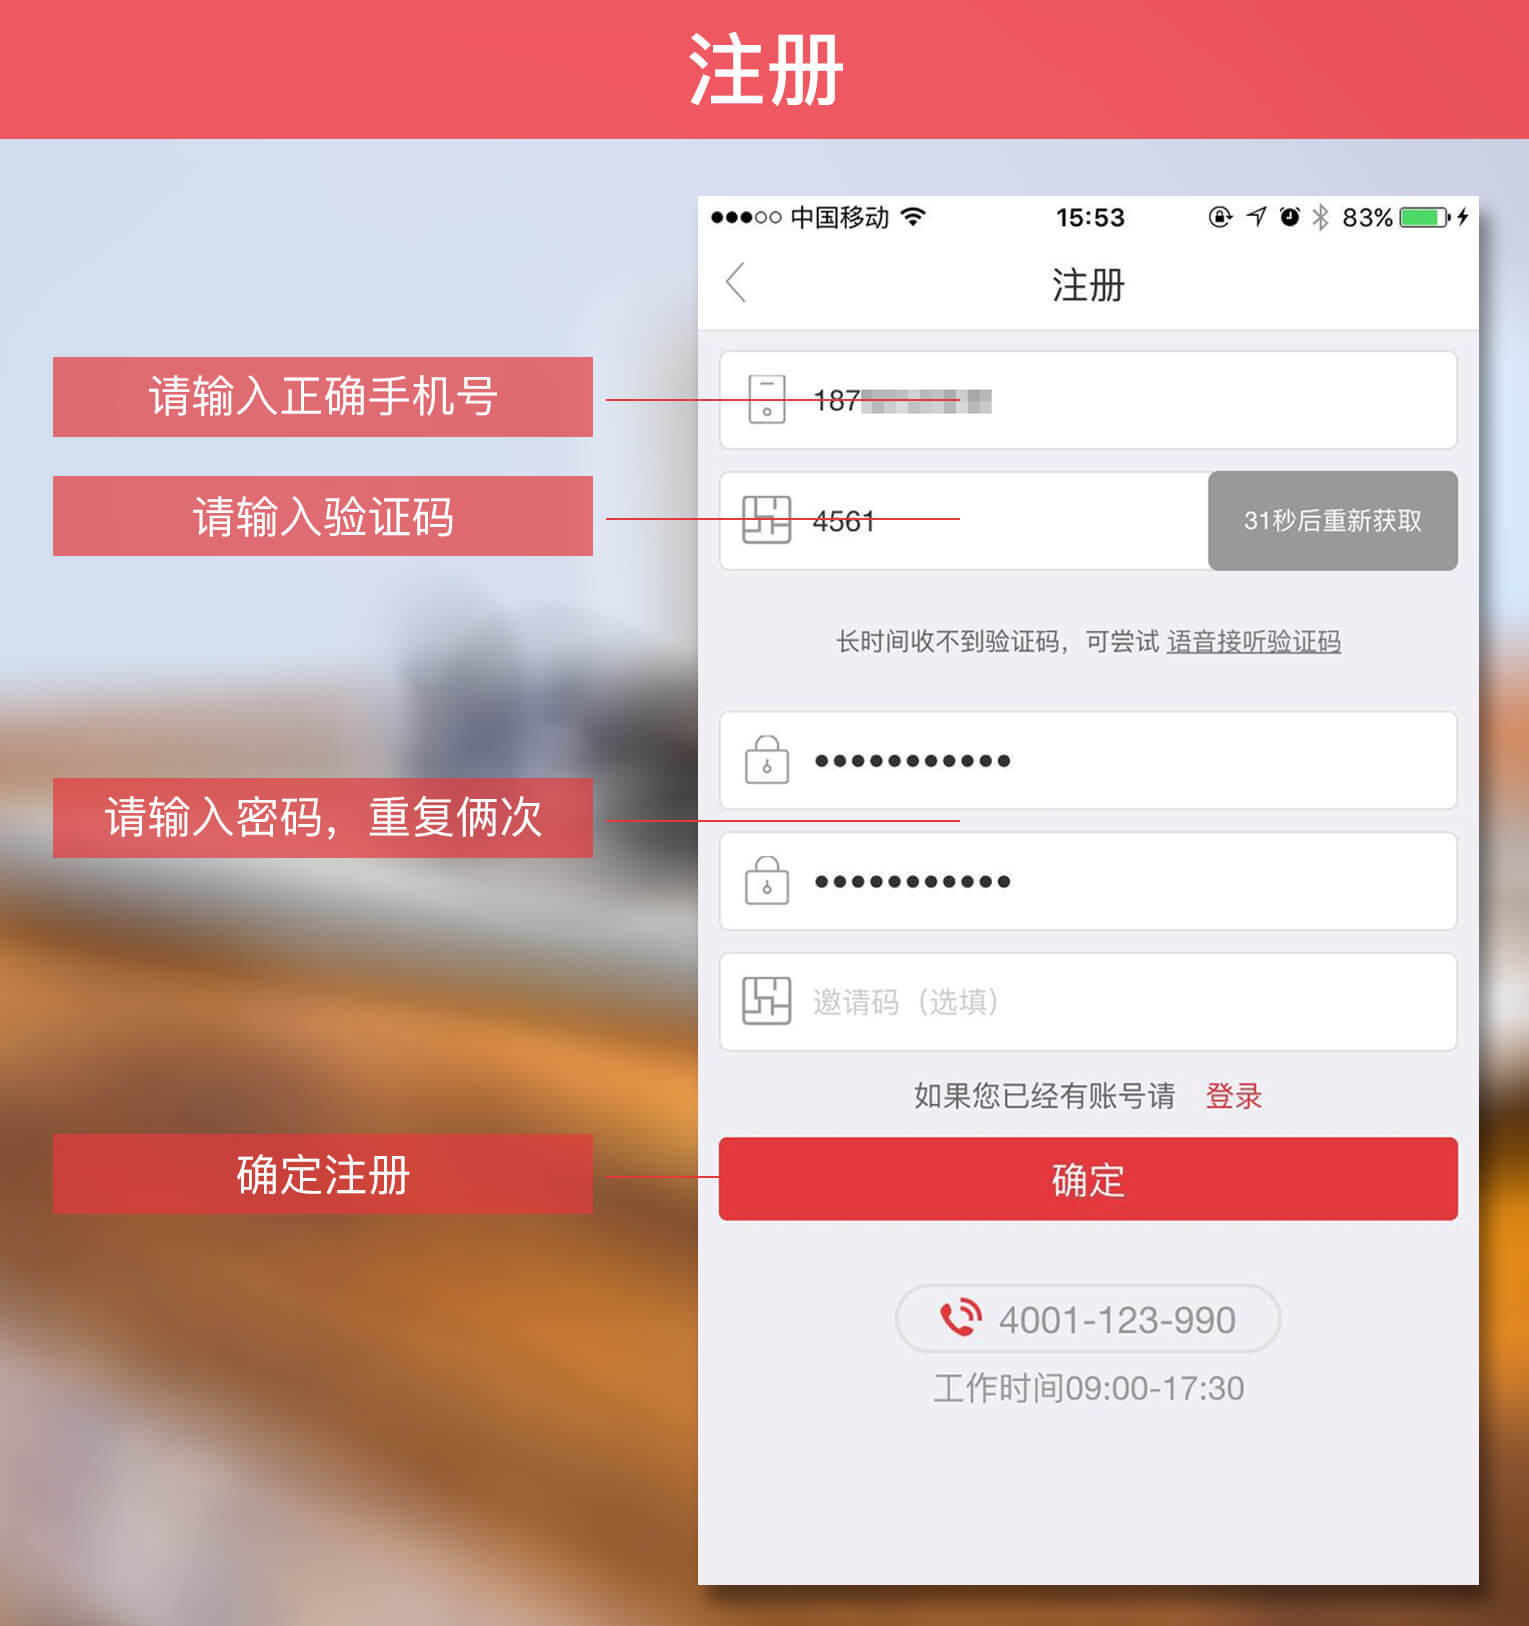 注册
中国移动 15:53 83%
注册
请输入正确手机号
187
请输入验证码
4561 31秒后重新获取
长时间收不到验证码，可尝试 语音接听验证码
请输入密码，重复俩次
邀请码（选填）
如果您已经有账号请 登录
确定注册
确定
4001-123-990
工作时间09:00-17:30